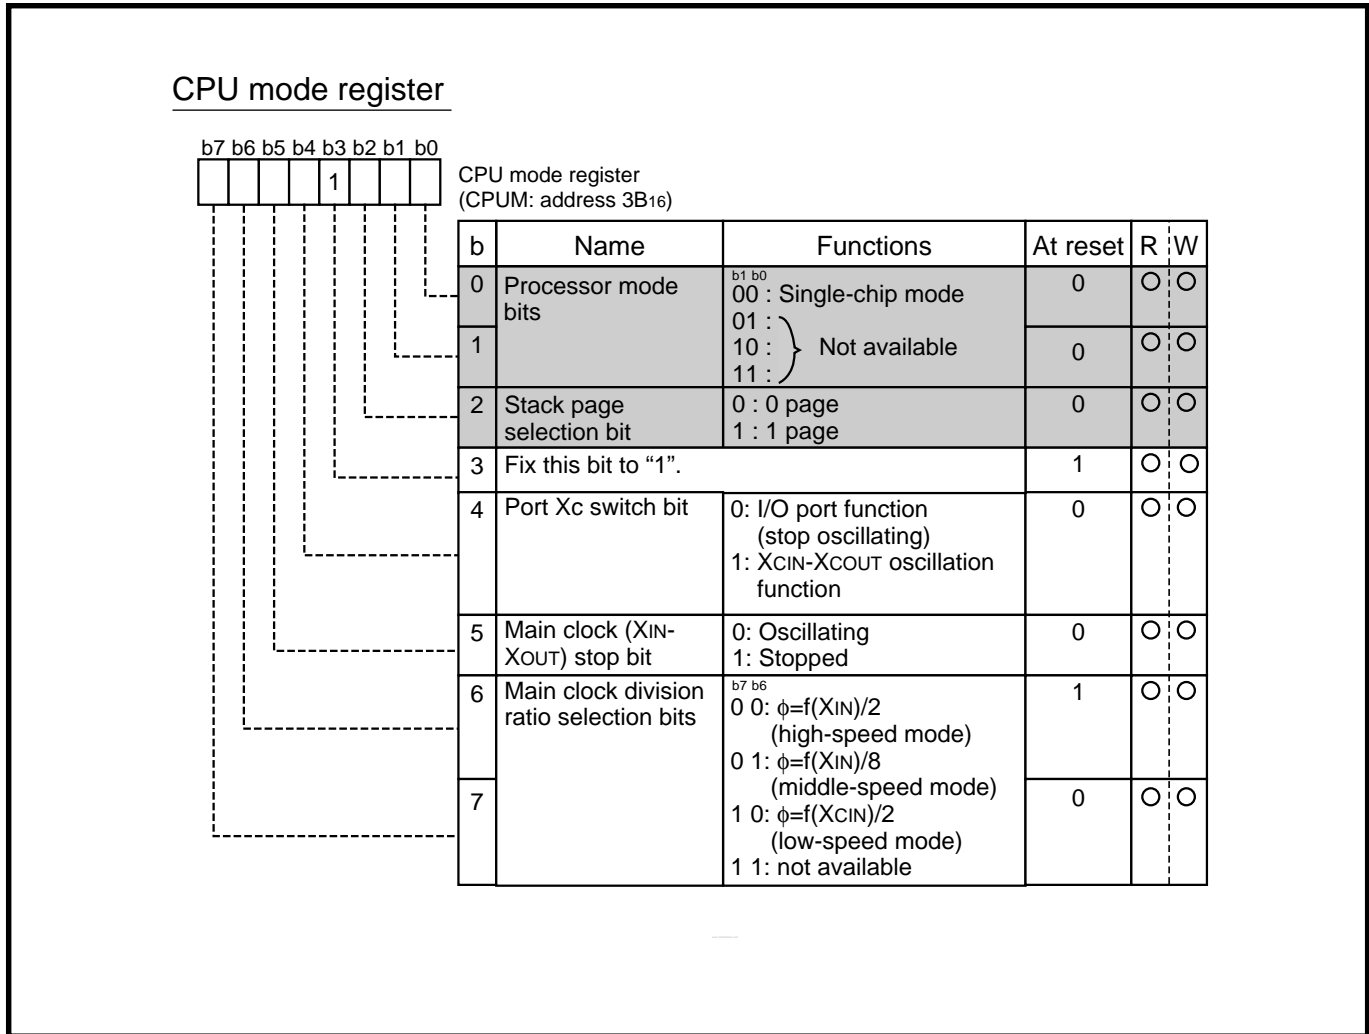 CPU mode register
b7 b6 b5 b4 b3 b2 b1 b0
1
CPU mode register
(CPUM: address 3B16)
b Name Functions At reset R W
0 Processor mode bits
b1 b0
00 : Single-chip mode
01 :
10 : Not available
11 :
0
1
0
2 Stack page selection bit
0 : 0 page
1 : 1 page
0
3 Fix this bit to “1”. 1
4 Port Xc switch bit
0: I/O port function
(stop oscillating)
1: XCIN-XCOUT oscillation
function
0
5 Main clock (XIN-
XOUT) stop bit
0: Oscillating
1: Stopped
0
6 Main clock division
ratio selection bits
b7 b6
0 0: ϕ=f(XIN)/2
(high-speed mode)
0 1: ϕ=f(XIN)/8
(middle-speed mode)
1 0: ϕ=f(XCIN)/2
(low-speed mode)
1 1: not available
1
7
0